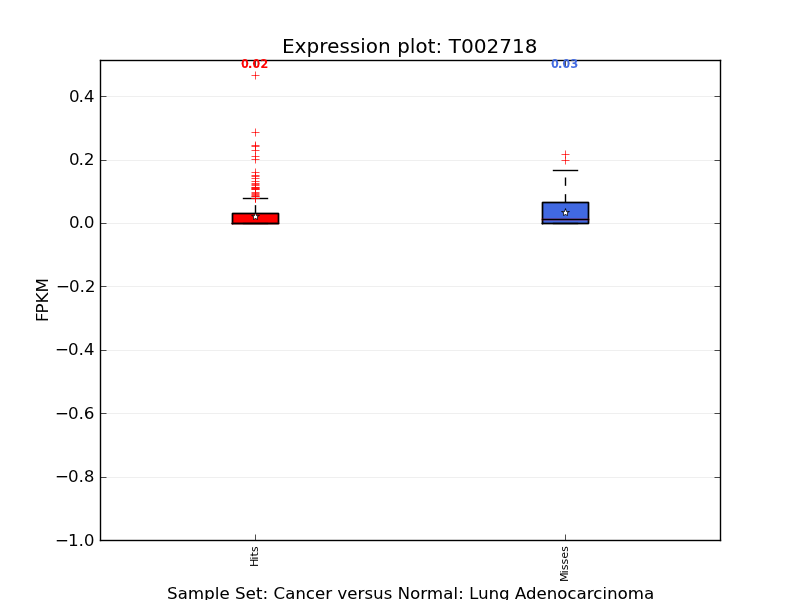 Expression plot: T002718
0.02
0.03
0.4
0.2
0.0
−0.2
−0.4
−0.6
−0.8
−1.0
FPKM
Hits
Misses
Sample Set: Cancer versus Normal: Lung Adenocarcinoma